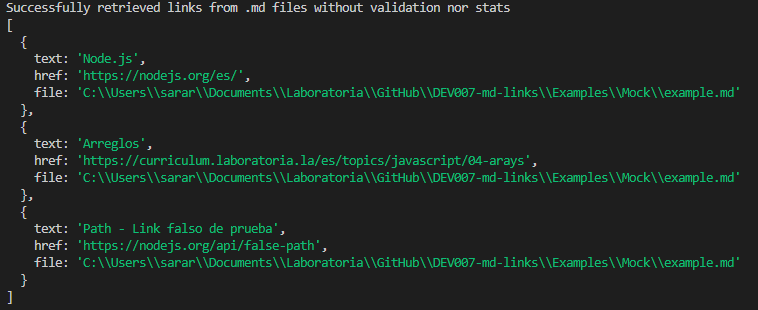 Successfully retrieved links from .md files without validation nor stats
[
  {
    text: 'Node.js',
    href: 'https://nodejs.org/es/',
    file: 'C:\\Users\\sarar\\Documents\\Laboratoria\\GitHub\\DEV007-md-links\\Examples\\Mock\\example.md'
  },
  {
    text: 'Arreglos',
    href: 'https://curriculum.laboratoria.la/es/topics/javascript/04-arays',
    file: 'C:\\Users\\sarar\\Documents\\Laboratoria\\GitHub\\DEV007-md-links\\Examples\\Mock\\example.md'
  },
  {
    text: 'Path - Link falso de prueba',
    href: 'https://nodejs.org/api/false-path',
    file: 'C:\\Users\\sarar\\Documents\\Laboratoria\\GitHub\\DEV007-md-links\\Examples\\Mock\\example.md'
  }
]